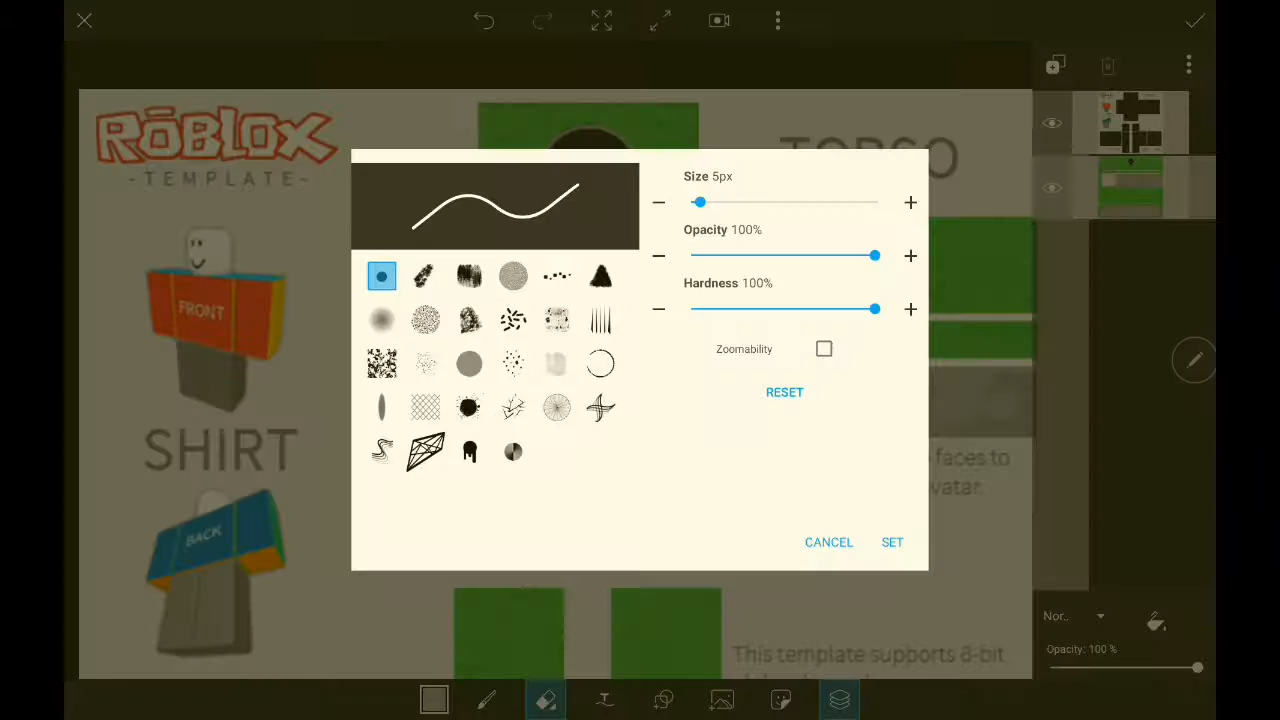 ROBLOX
-TEMPLATE-
TORSO
Size 5px
Opacity 100%
Hardness 100%
Zoomability
RESET
FRONT
SHIRT
faces to
vatar.
BACK
CANCEL
SET
Nor..
Opacity: 100 %
This template supports 8-bit